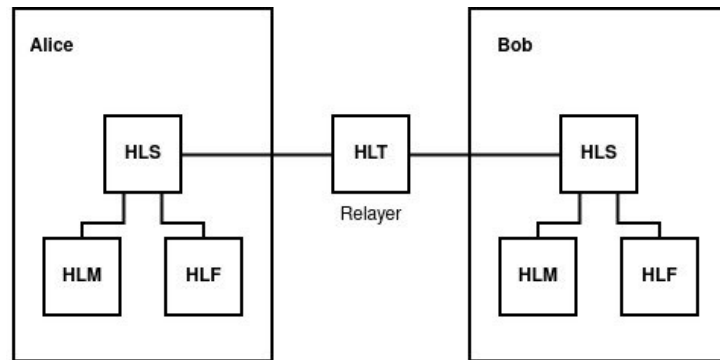 Alice
Bob
HLS
HLT
HLS
Relayer
HLM
HLF
HLM
HLF